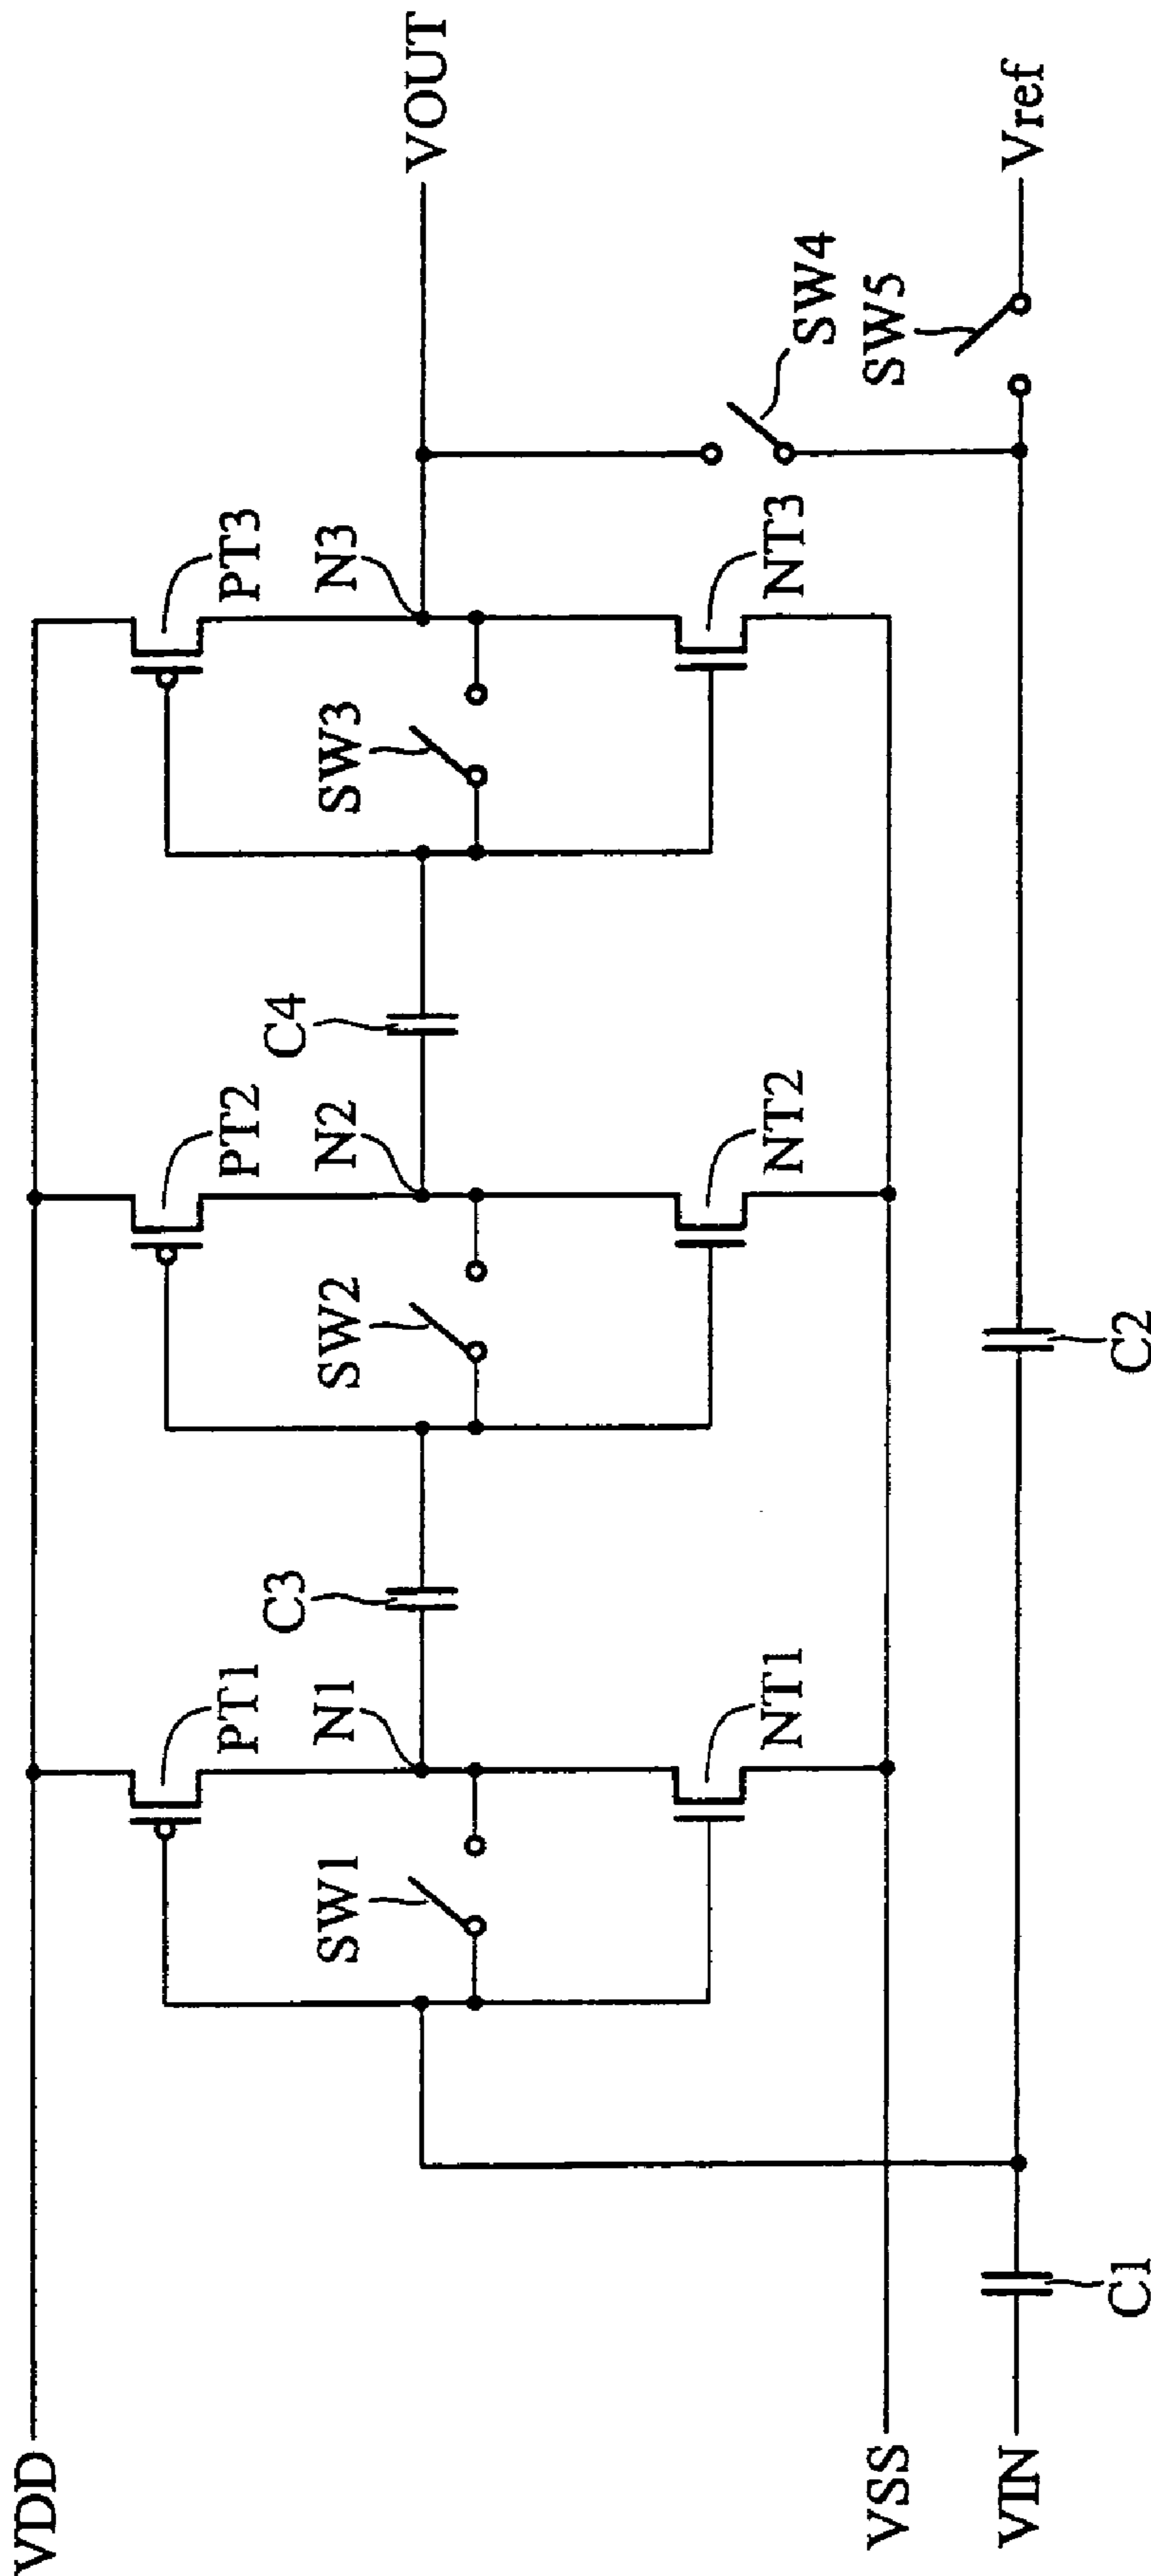 VDD
VSS
VIN
PT1
PT2
PT3
N1
N2
N3
SW1
SW2
SW3
C3
C4
NT1
NT2
NT3
VOUT
SW4
SW5
Vref
C1
C2